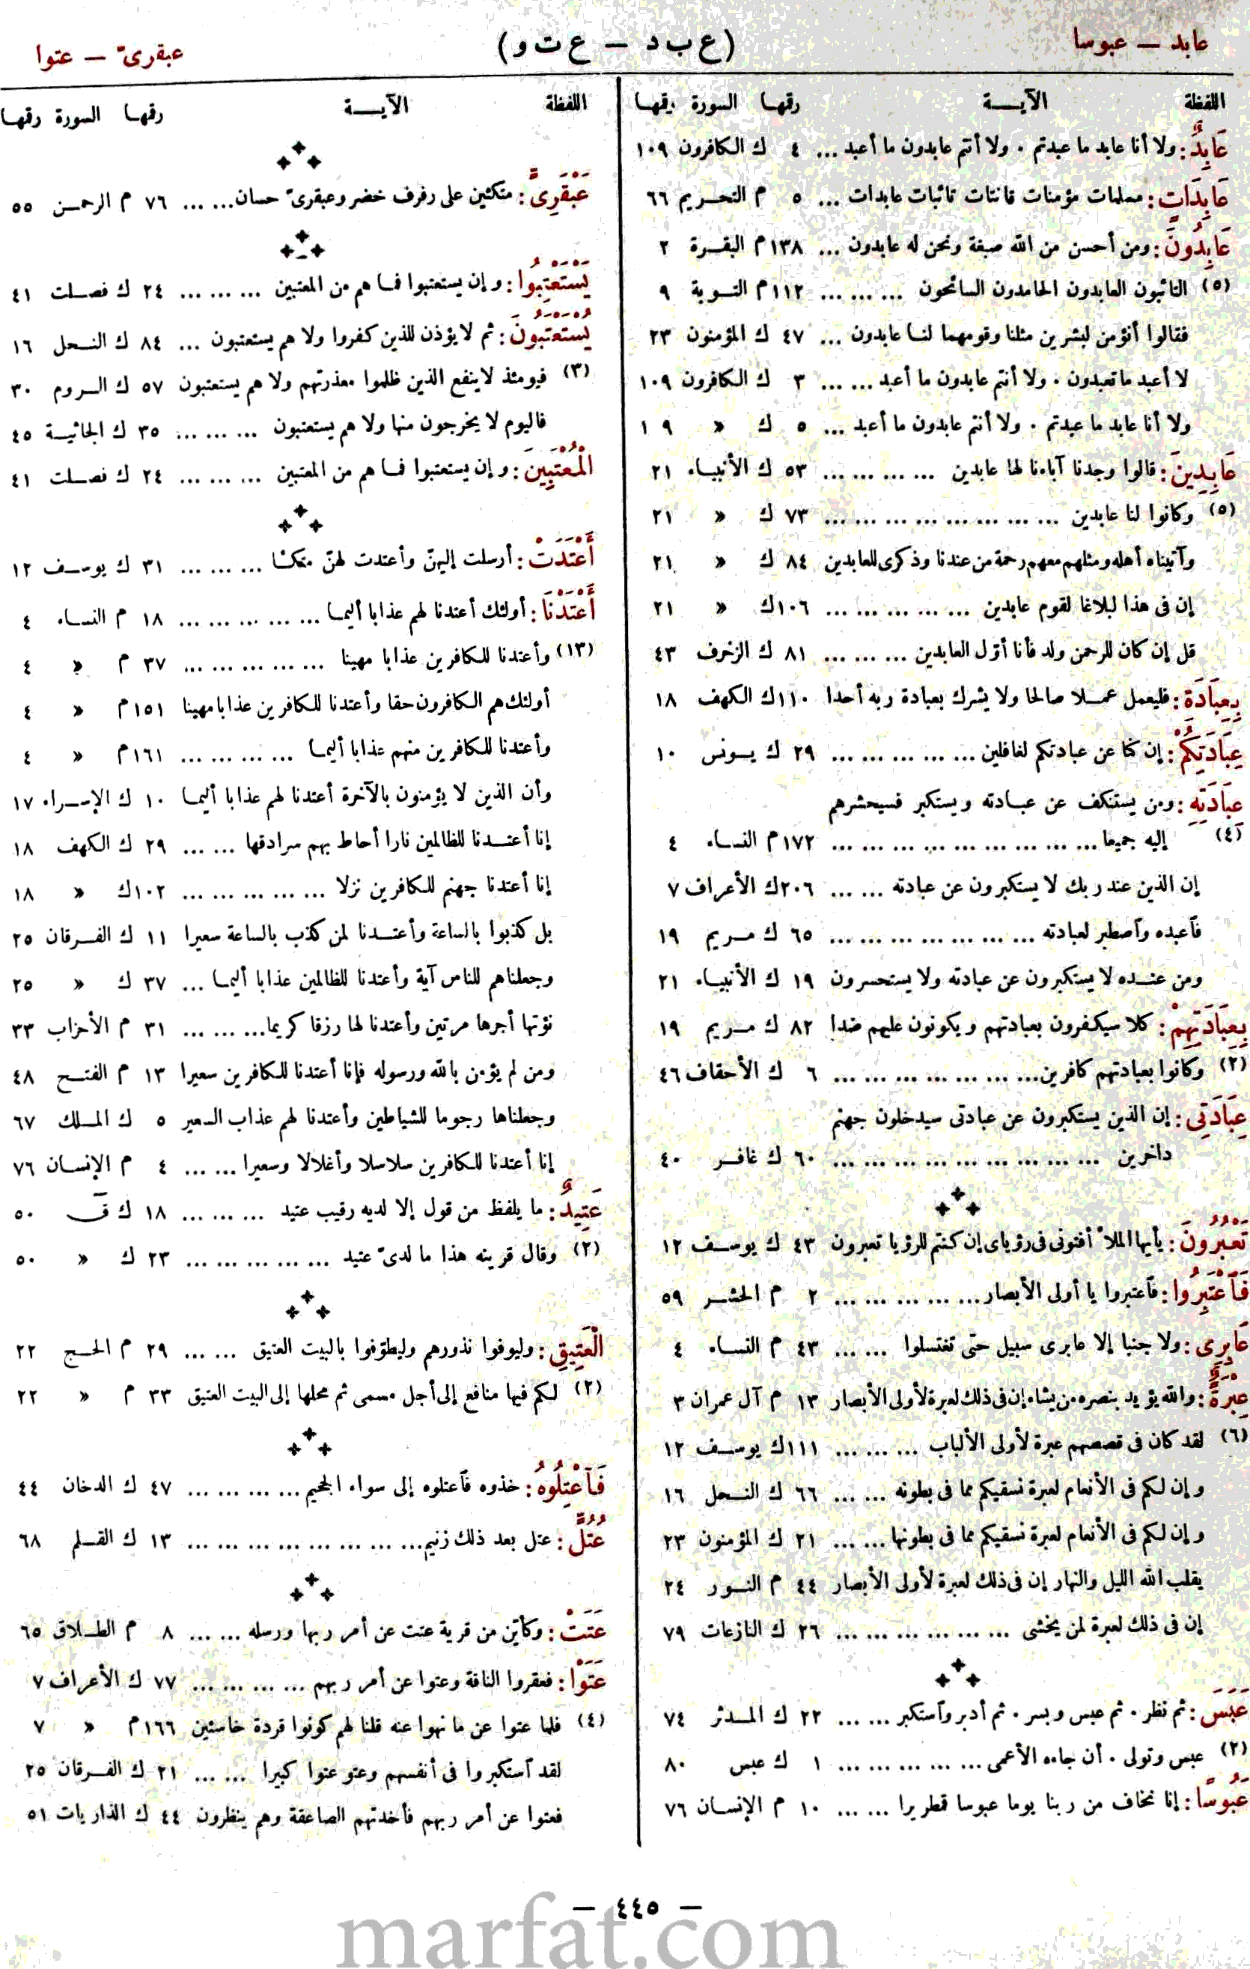 عابد — عبوسا
(ع ب د — ع ت و)
عبقرىّ — عتوا
اللفظة الآيــة رقمها السورة رقمها
عَابِدٌ: ولا أنا عابد ما عبدتم . ولا أنتم عابدون ما أعبد ... ٤ ك الكافرون ١٠٩
عَابِدَاتٍ: مسلمات مؤمنات قانتات تائبات عابدات ... ٥ م التحريم ٦٦
عَابِدُونَ: ومن أحسن من الله صبغة ونحن له عابدون ... ١٣٨م البقرة ٢
(٥) التائبون العابدون الحامدون السائحون ... ... ... ١١٢م التوبة ٩
فقالوا أنؤمن لبشرين مثلنا وقومهما لنا عابدون ... ٤٧ ك المؤمنون ٢٣
لا أعبد ما تعبدون . ولا أنتم عابدون ما أعبد ... ... ٣ ك الكافرون ١٠٩
ولا أنا عابد ما عبدتم . ولا أنتم عابدون ما أعبد ... ٥ ك « ١٠٩
عَابِدِينَ: قالوا وجدنا آباءنا لها عابدين ... ... ... ... ٥٣ ك الأنبياء ٢١
(٥) وكانوا لنا عابدين ... ... ... ... ... ... ... ... ٧٣ ك « ٢١
وآتيناه أهله ومثلهم معهم رحمة من عندنا وذكرى للعابدين ٨٤ ك « ٢١
إن فى هذا لبلاغا لقوم عابدين ... ... ... ... ... ١٠٦ك « ٢١
قل إن كان للرحمن ولد فأنا أوّل العابدين ... ... ... ٨١ ك الزخرف ٤٣
بِعِبَادَةِ: فليعمل عمـلا صالحا ولا يشرك بعبادة ربه أحدا ١١٠ك الكهف ١٨
عِبَادَتِكُمْ: إن كنا عن عبادتكم لغافلين ... ... ... ... ... ٢٩ ك يونس ١٠
عِبَادَتِهِ: ومن يستنكف عن عبـادته ويستكبر فسيحشرهم
(٤) إليه جميعا ... ... ... ... ... ... ... ... ... ١٧٢م النساء ٤
إن الذين عند ربك لا يستكبرون عن عبادته ... ... ٢٠٦ك الأعراف ٧
فآعبده وآصطبر لعبادته ... ... ... ... ... ... ... ٦٥ ك مريم ١٩
ومن عنـده لا يستكبرون عن عبادته ولا يستحسرون ١٩ ك الأنبياء ٢١
بِعِبَادَتِهِمْ: كلا سيكفرون بعبادتهم ويكونون عليهم ضدا ٨٢ ك مريم ١٩
(٢) وكانوا بعبادتهم كافرين ... ... ... ... ... ... ... ٦ ك الأحقاف ٤٦
عِبَادَتِى: إن الذين يستكبرون عن عبادتى سيدخلون جهنم
داخرين ... ... ... ... ... ... ... ... ... ٦٠ ك غافر ٤٠
تَعْبُرُونَ: يأيها الملأ أفتونى فى رؤياى إن كنتم للرؤيا تعبرون ٤٣ ك يوسف ١٢
فَٱعْتَبِرُوا: فآعتبروا يا أولى الأبصار ... ... ... ... ... ٢ م الحشر ٥٩
عَابِرِى: ولا جنبا إلا عابرى سبيل حتى تغتسلوا ... ... ٤٣ م النساء ٤
عِبْرَةً: والله يؤيد بنصره من يشاء إن فى ذلك لعبرة لأولى الأبصار ١٣ م آل عمران ٣
(٦) لقد كان فى قصصهم عبرة لأولى الألباب ... ... ... ١١١ك يوسف ١٢
وإن لكم فى الأنعام لعبرة نسقيكم مما فى بطونه ... ... ٦٦ ك النحل ١٦
وإن لكم فى الأنعام لعبرة نسقيكم مما فى بطونها ... ... ٢١ ك المؤمنون ٢٣
يقلب الله الليل والنهار إن فى ذلك لعبرة لأولى الأبصار ٤٤ م النور ٢٤
إن فى ذلك لعبرة لمن يخشى ... ... ... ... ... ... ٢٦ ك النازعات ٧٩
عَبَسَ: ثم نظر . ثم عبس وبسر . ثم أدبر وآستكبر ... ... ٢٢ ك المدثر ٧٤
(٢) عبس وتولى . أن جاءه الأعمى ... ... ... ... ... ١ ك عبس ٨٠
عَبُوسًا: إنا نخاف من ربنا يوما عبوسا قمطريرا ... ... ١٠ م الإنسان ٧٦
اللفظة الآيــة رقمها السورة رقمها
عَبْقَرِىٍّ: متكئين على رفرف خضر وعبقرىّ حسان ... ... ٧٦ م الرحمن ٥٥
يَسْتَعْتِبُوا: وإن يستعتبوا فما هم من المعتبين ... ... ... ٢٤ ك فصلت ٤١
يُسْتَعْتَبُونَ: ثم لا يؤذن للذين كفروا ولا هم يستعتبون ... ٨٤ ك النحل ١٦
(٣) فيومئذ لا ينفع الذين ظلموا معذرتهم ولا هم يستعتبون ٥٧ ك الروم ٣٠
فاليوم لا يخرجون منها ولا هم يستعتبون ... ... ... ٣٥ ك الجاثية ٤٥
الْمُعْتَبِينَ: وإن يستعتبوا فما هم من المعتبين ... ... ... ٢٤ ك فصلت ٤١
أَعْتَدَتْ: أرسلت إليهنّ وأعتدت لهنّ متكئـا ... ... ... ٣١ ك يوسف ١٢
أَعْتَدْنَا: أولئك أعتدنا لهم عذابا أليما ... ... ... ... ... ١٨ م النساء ٤
(١٣) وأعتدنا للكافرين عذابا مهينا ... ... ... ... ... ٣٧ م « ٤
أولئك هم الكافرون حقا وأعتدنا للكافرين عذابا مهينا ١٥١م « ٤
وأعتدنا للكافرين منهم عذابا أليما ... ... ... ... ١٦١م « ٤
وأن الذين لا يؤمنون بالآخرة أعتدنا لهم عذابا أليما ١٠ ك الإسراء ١٧
إنا أعتـدنا للظالمين نارا أحاط بهم سرادقها ... ... ٢٩ ك الكهف ١٨
إنا أعتدنا جهنم للكافرين نزلا ... ... ... ... ... ١٠٢ك « ١٨
بل كذبوا بالساعة وأعتـدنا لمن كذب بالساعة سعيرا ١١ ك الفرقان ٢٥
وجعلناهم للناس آية وأعتدنا للظالمين عذابا أليما ... ٣٧ ك « ٢٥
نؤتها أجرها مرتين وأعتدنا لها رزقا كريما ... ... ... ٣١ م الأحزاب ٣٣
ومن لم يؤمن بالله ورسوله فإنا أعتدنا للكافرين سعيرا ١٣ م الفتح ٤٨
وجعلناها رجوما للشياطين وأعتدنا لهم عذاب السعير ٥ ك الملك ٦٧
إنا أعتدنا للكافرين سلاسلا وأغلالا وسعيرا ... ... ٤ م الإنسان ٧٦
عَتِيدٌ: ما يلفظ من قول إلا لديه رقيب عتيد ... ... ... ١٨ ك قٓ ٥٠
(٢) وقال قرينه هذا ما لدىّ عتيد ... ... ... ... ... ٢٣ ك « ٥٠
الْعَتِيقِ: وليوفوا نذورهم وليطوّفوا بالبيت العتيق ... ... ٢٩ م الحج ٢٢
(٢) لكم فيها منافع إلى أجل مسمى ثم محلها إلى البيت العتيق ٣٣ م « ٢٢
فَٱعْتِلُوهُ: خذوه فآعتلوه إلى سواء الجحيم ... ... ... ... ٤٧ ك الدخان ٤٤
عُتُلٍّ: عتل بعد ذلك زنيم ... ... ... ... ... ... ... ... ١٣ ك القلم ٦٨
عَتَتْ: وكأيّن من قرية عتت عن أمر ربها ورسله ... ... ٨ م الطلاق ٦٥
عَتَوْا: فعقروا الناقة وعتوا عن أمر ربهم ... ... ... ... ٧٧ ك الأعراف ٧
(٤) فلما عتوا عن ما نهوا عنه قلنا لهم كونوا قردة خاسئين ١٦٦م « ٧
لقد آستكبروا فى أنفسهم وعتو عتوا كبيرا ... ... ٢١ ك الفرقان ٢٥
فعتوا عن أمر ربهم فأخذتهم الصاعقة وهم ينظرون ٤٤ ك الذاريات ٥١
— ٤٤٥ —
marfat.com